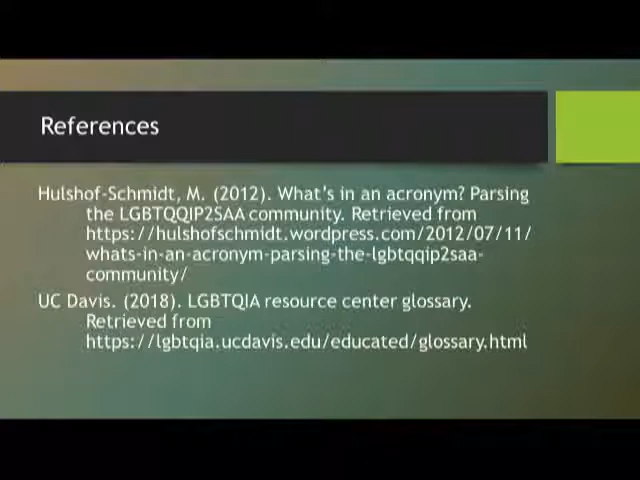 References
Hulshof-Schmidt, M. (2012). What's in an acronym? Parsing
the LGBTQQIP2SAA community. Retrieved from
https://hulshofschmidt.wordpress.com/2012/07/11/
whats-in-an-acronym-parsing-the-lgbtqqip2saa-
community/
UC Davis. (2018). LGBTQIA resource center glossary.
Retrieved from
https://lgbtqia.ucdavis.edu/educated/glossary.html